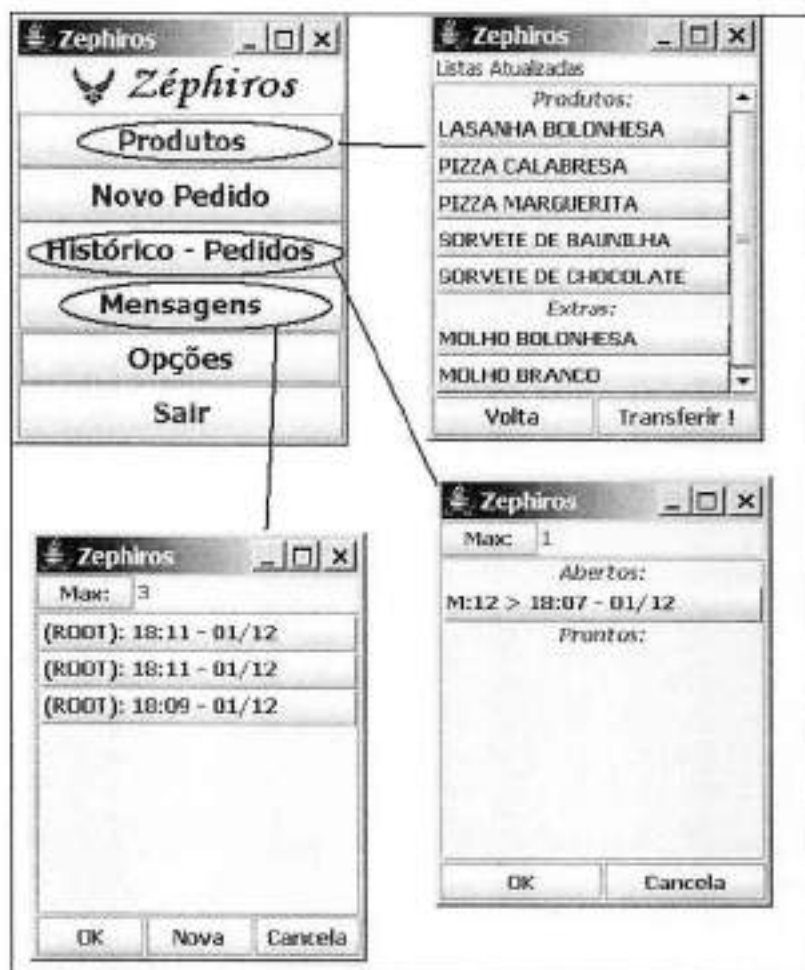 Zephiros
Zéphiros
Produtos
Novo Pedido
Histórico - Pedidos
Mensagens
Opções
Sair
Zephiros
Listas Atualizadas
Produtos:
LASANHA BOLONHESA
PIZZA CALABRESA
PIZZA MARGUERITA
SORVETE DE BAUNILHA
SORVETE DE CHOCOLATE
Extras:
MOLHO BOLONHESA
MOLHO BRANCO
Volta Transferir !
Zephiros
Max: 3
(ROOT): 18:11 - 01/12
(ROOT): 18:11 - 01/12
(ROOT): 18:09 - 01/12
OK Nova Cancela
Zephiros
Max: 1
Abertos:
M:12 > 18:07 - 01/12
Prontos:
OK Cancela